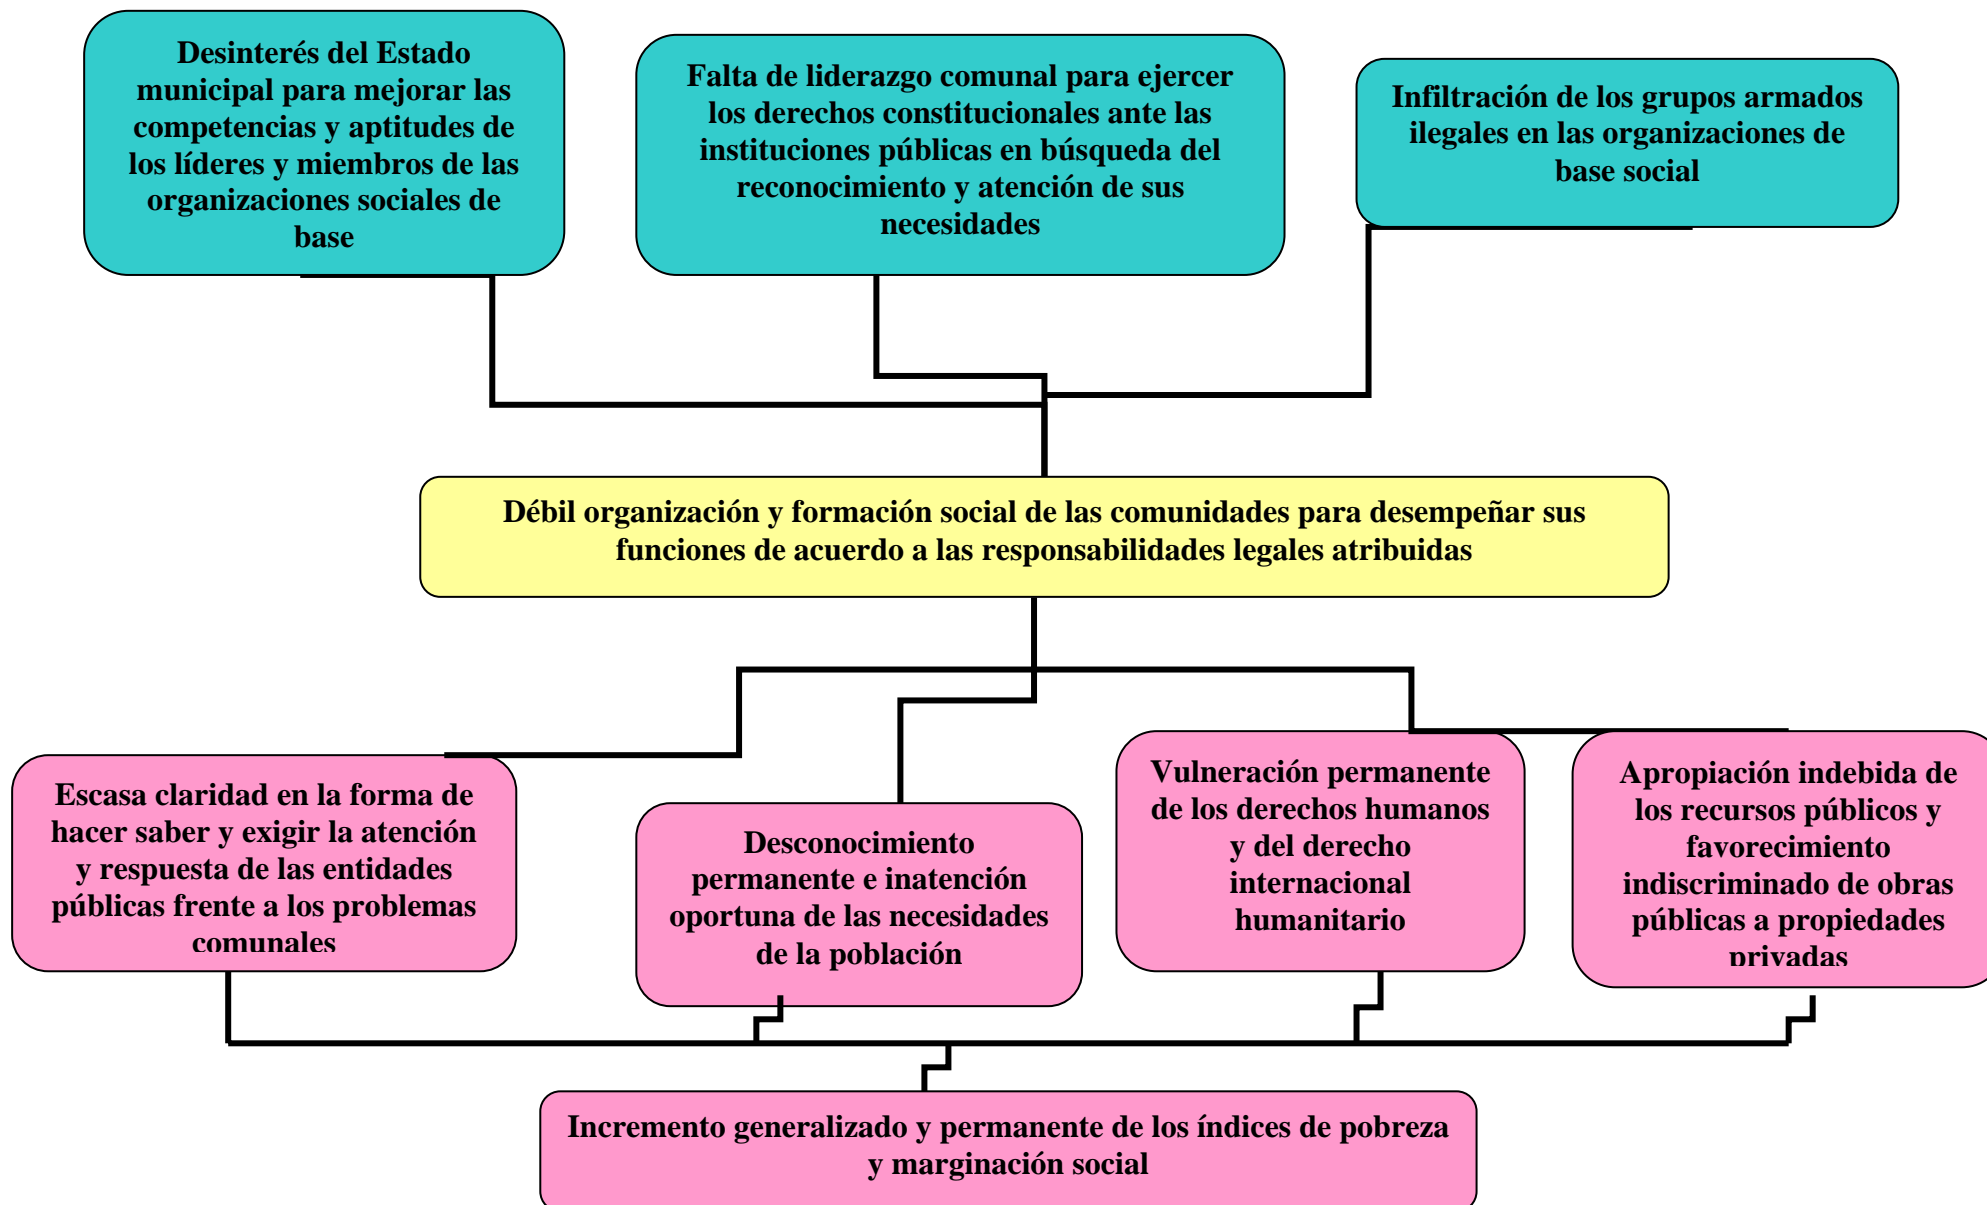 Desinterés del Estado
municipal para mejorar las
competencias y aptitudes de
los líderes y miembros de las
organizaciones sociales de
base
Falta de liderazgo comunal para ejercer
los derechos constitucionales ante las
instituciones públicas en búsqueda del
reconocimiento y atención de sus
necesidades
Infiltración de los grupos armados
ilegales en las organizaciones de
base social
Débil organización y formación social de las comunidades para desempeñar sus
funciones de acuerdo a las responsabilidades legales atribuidas
Escasa claridad en la forma de
hacer saber y exigir la atención
y respuesta de las entidades
públicas frente a los problemas
comunales
Desconocimiento
permanente e inatención
oportuna de las necesidades
de la población
Vulneración permanente
de los derechos humanos
y del derecho
internacional
humanitario
Apropiación indebida de
los recursos públicos y
favorecimiento
indiscriminado de obras
públicas a propiedades
privadas
Incremento generalizado y permanente de los índices de pobreza
y marginación social